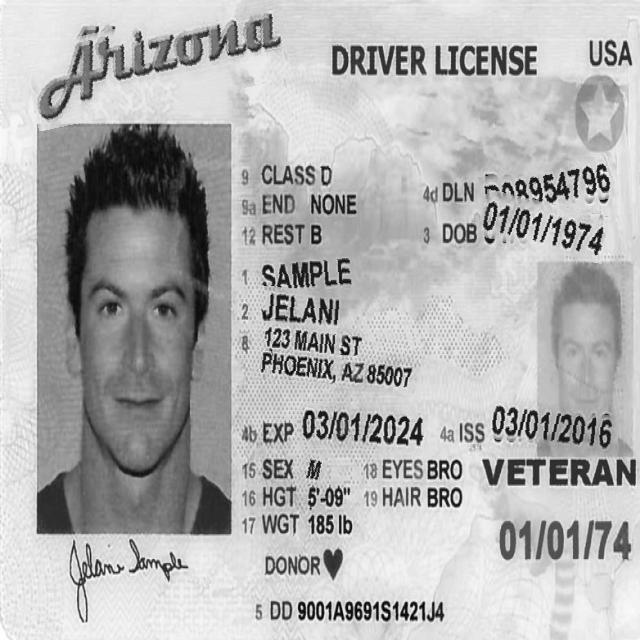 Arizona
DRIVER LICENSE
USA
9 CLASS D
9a END NONE
12 REST B
4d DLN D08954796
3 DOB 01/01/1974
1 SAMPLE
2 JELANI
8 123 MAIN ST
PHOENIX, AZ 85007
4b EXP 03/01/2024
4a ISS 03/01/2016
15 SEX M
18 EYES BRO
16 HGT 5'-09"
19 HAIR BRO
17 WGT 185 lb
VETERAN
01/01/74
DONOR
Jelani Sample
5 DD 9001A9691S1421J4